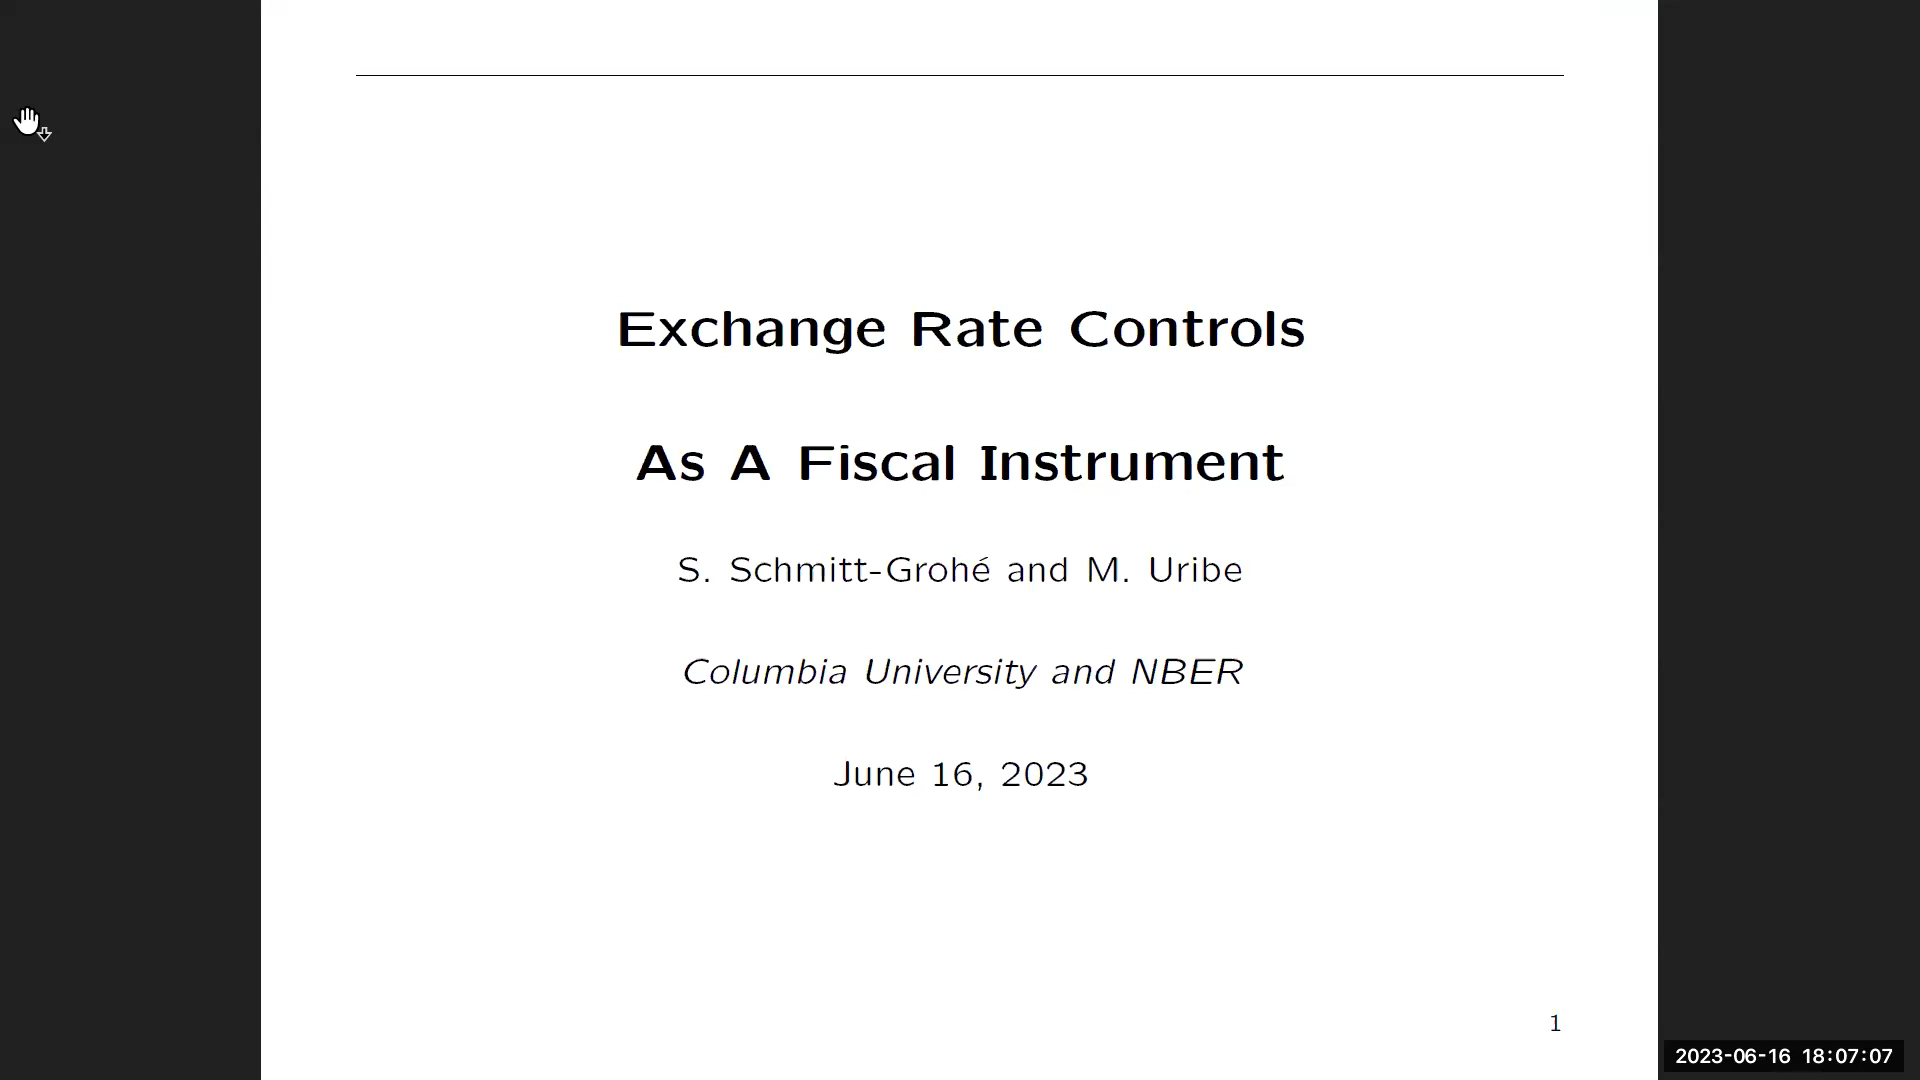 Exchange Rate Controls
As A Fiscal Instrument
S. Schmitt-Grohé and M. Uribe
Columbia University and NBER
June 16, 2023
1
2023-06-16 18:07:07